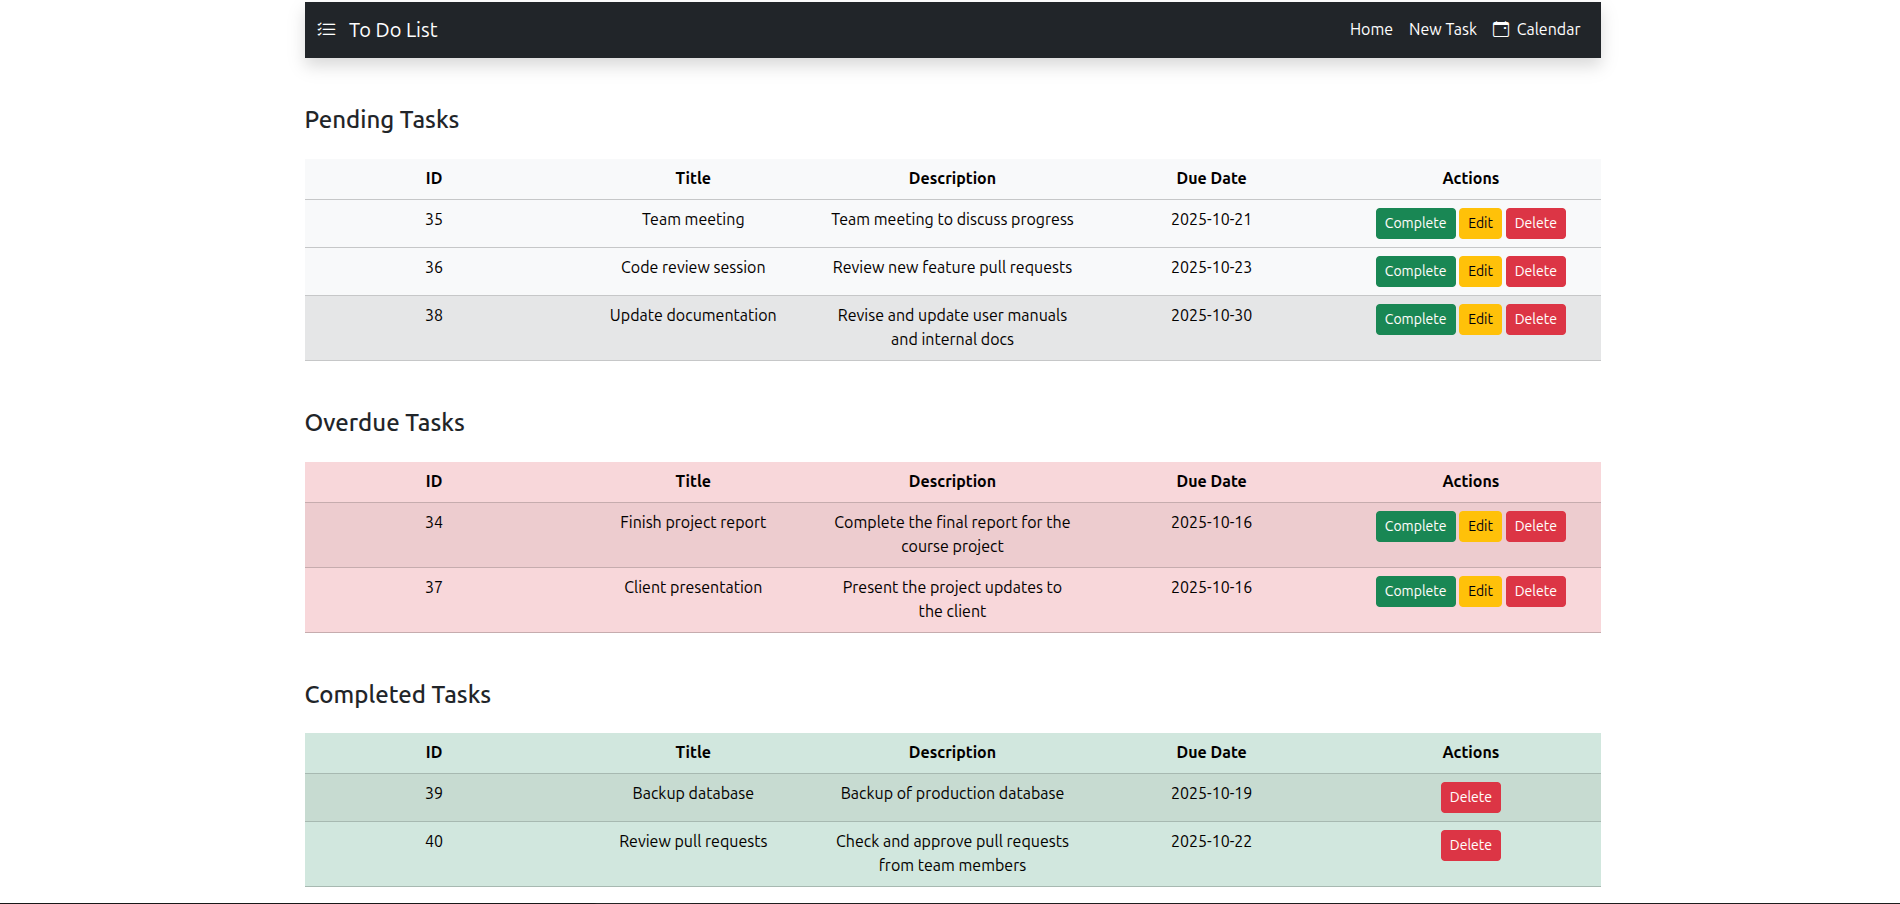 To Do List Home New Task Calendar
Pending Tasks
ID Title Description Due Date Actions
35 Team meeting Team meeting to discuss progress 2025-10-21 Complete Edit Delete
36 Code review session Review new feature pull requests 2025-10-23 Complete Edit Delete
38 Update documentation Revise and update user manuals 2025-10-30 Complete Edit Delete
and internal docs
Overdue Tasks
ID Title Description Due Date Actions
34 Finish project report Complete the final report for the 2025-10-16 Complete Edit Delete
course project
37 Client presentation Present the project updates to 2025-10-16 Complete Edit Delete
the client
Completed Tasks
ID Title Description Due Date Actions
39 Backup database Backup of production database 2025-10-19 Delete
40 Review pull requests Check and approve pull requests 2025-10-22 Delete
from team members